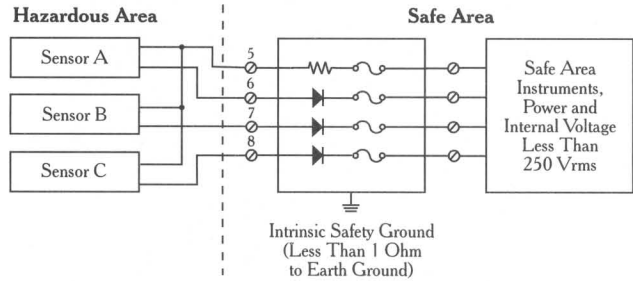 Hazardous Area
Safe Area
Sensor A
Sensor B
Sensor C
5
6
7
8
Safe Area
Instruments,
Power and
Internal Voltage
Less Than
250 Vrms
Intrinsic Safety Ground
(Less Than 1 Ohm
to Earth Ground)